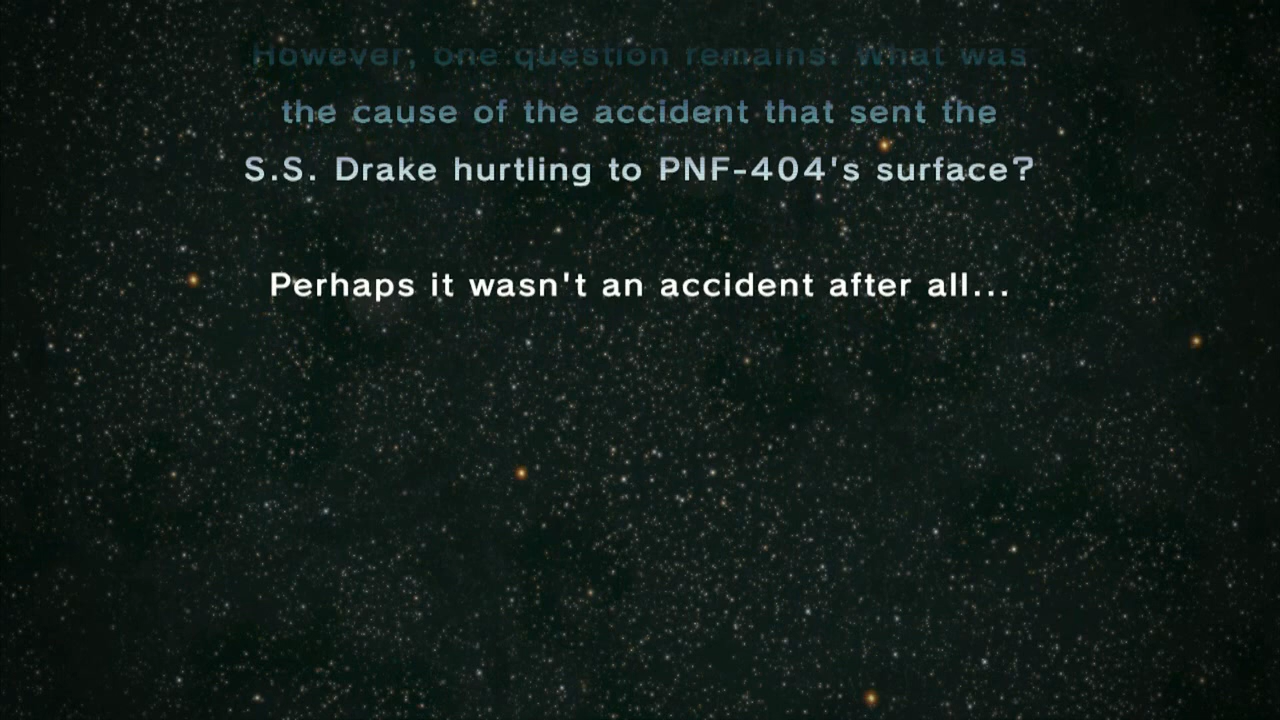 However, one question remains. What was
the cause of the accident that sent the
S.S. Drake hurtling to PNF-404's surface?
Perhaps it wasn't an accident after all...